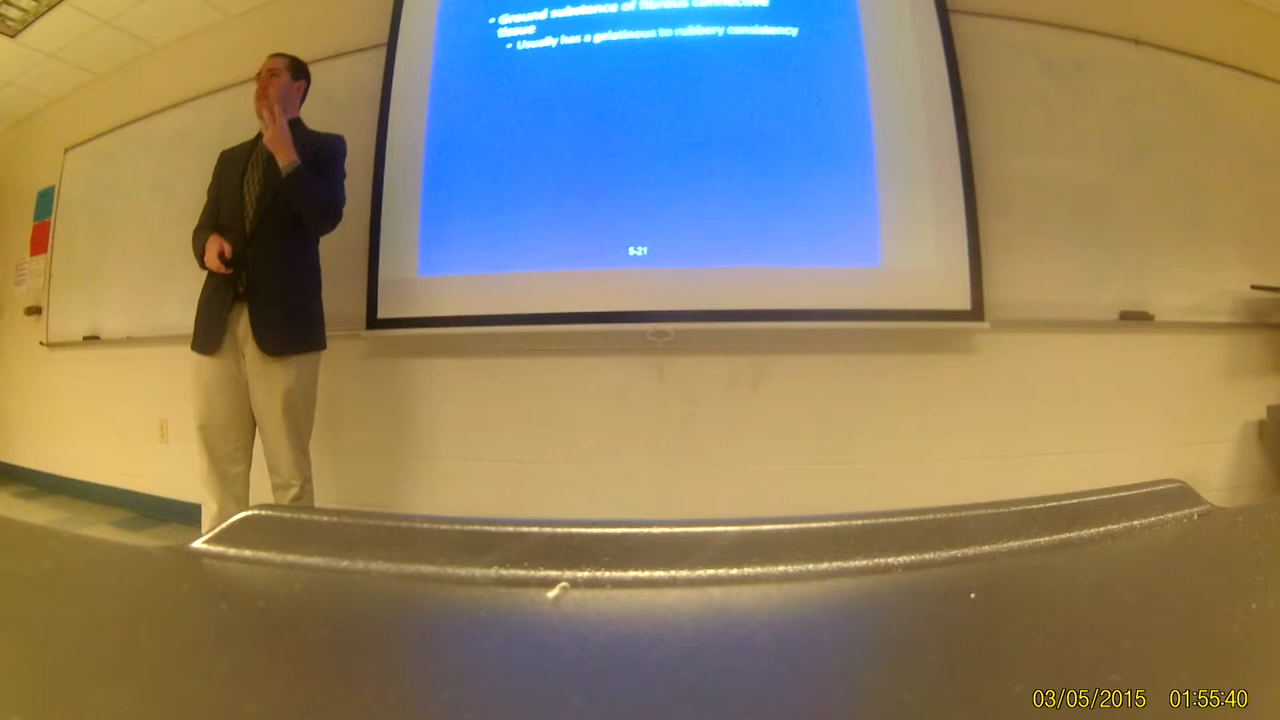 • Ground substance of fibrous connective
tissue
• Usually has a gelatinous to rubbery consistency
5-21
03/05/2015 01:55:40